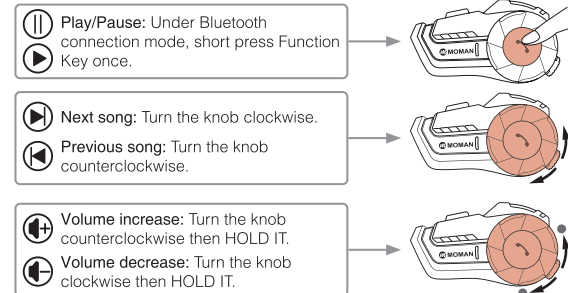 Play/Pause: Under Bluetooth
connection mode, short press Function
Key once.
MOMAN
Next song: Turn the knob clockwise.
Previous song: Turn the knob
counterclockwise.
MOMAN
Volume increase: Turn the knob
counterclockwise then HOLD IT.
Volume decrease: Turn the knob
clockwise then HOLD IT.
MOMAN